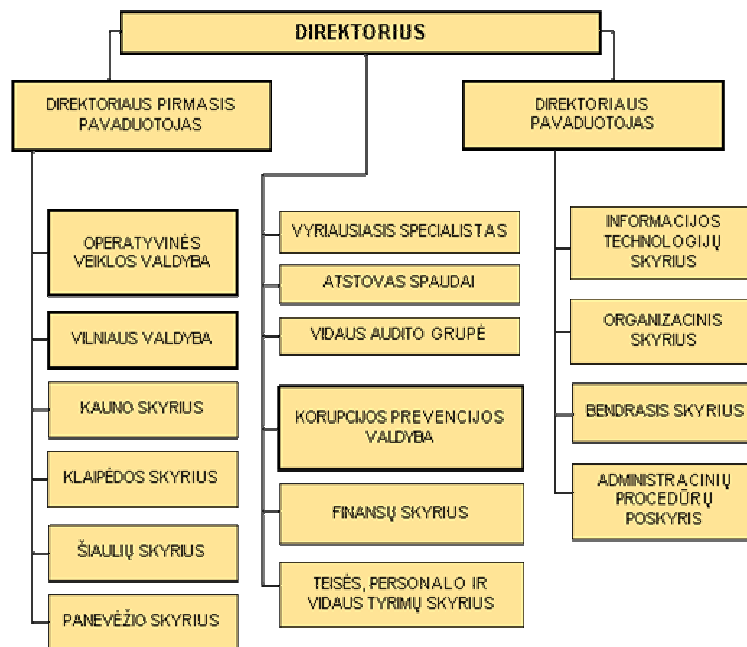 DIREKTORIUS
DIREKTORIAUS PIRMASIS
PAVADUOTOJAS
DIREKTORIAUS
PAVADUOTOJAS
OPERATYVINĖS
VEIKLOS VALDYBA
VILNIAUS VALDYBA
KAUNO SKYRIUS
KLAIPĖDOS SKYRIUS
ŠIAULIŲ SKYRIUS
PANEVĖŽIO SKYRIUS
VYRIAUSIASIS SPECIALISTAS
ATSTOVAS SPAUDAI
VIDAUS AUDITO GRUPĖ
KORUPCIJOS PREVENCIJOS
VALDYBA
FINANSŲ SKYRIUS
TEISĖS, PERSONALO IR
VIDAUS TYRIMŲ SKYRIUS
INFORMACIJOS
TECHNOLOGIJŲ
SKYRIUS
ORGANIZACINIS
SKYRIUS
BENDRASIS SKYRIUS
ADMINISTRACINIŲ
PROCEDŪRŲ
POSKYRIS